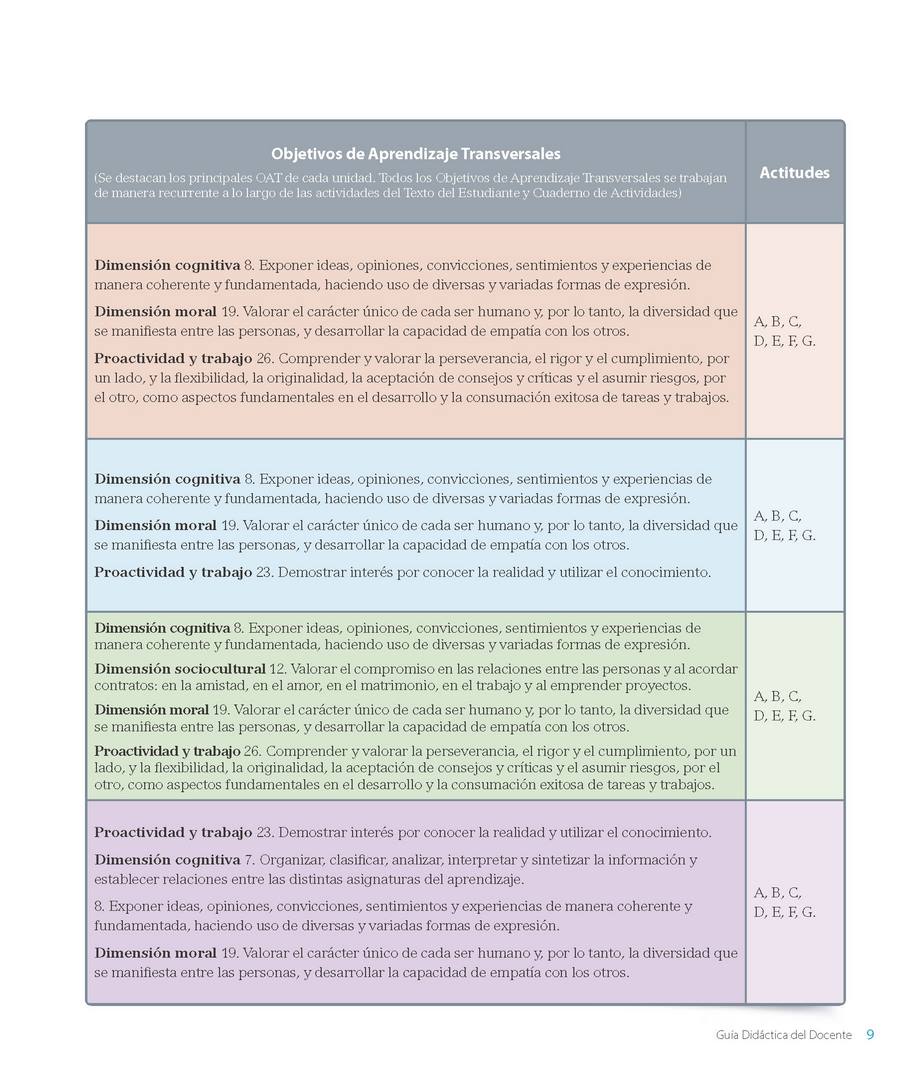 Objetivos de Aprendizaje Transversales
(Se destacan los principales OAT de cada unidad. Todos los Objetivos de Aprendizaje Transversales se trabajan
de manera recurrente a lo largo de las actividades del Texto del Estudiante y Cuaderno de Actividades)
Actitudes
Dimensión cognitiva 8. Exponer ideas, opiniones, convicciones, sentimientos y experiencias de
manera coherente y fundamentada, haciendo uso de diversas y variadas formas de expresión.
Dimensión moral 19. Valorar el carácter único de cada ser humano y, por lo tanto, la diversidad que
se manifiesta entre las personas, y desarrollar la capacidad de empatía con los otros.
Proactividad y trabajo 26. Comprender y valorar la perseverancia, el rigor y el cumplimiento, por
un lado, y la flexibilidad, la originalidad, la aceptación de consejos y críticas y el asumir riesgos, por
el otro, como aspectos fundamentales en el desarrollo y la consumación exitosa de tareas y trabajos.
A, B, C,
D, E, F, G.
Dimensión cognitiva 8. Exponer ideas, opiniones, convicciones, sentimientos y experiencias de
manera coherente y fundamentada, haciendo uso de diversas y variadas formas de expresión.
Dimensión moral 19. Valorar el carácter único de cada ser humano y, por lo tanto, la diversidad que
se manifiesta entre las personas, y desarrollar la capacidad de empatía con los otros.
Proactividad y trabajo 23. Demostrar interés por conocer la realidad y utilizar el conocimiento.
A, B, C,
D, E, F, G.
Dimensión cognitiva 8. Exponer ideas, opiniones, convicciones, sentimientos y experiencias de
manera coherente y fundamentada, haciendo uso de diversas y variadas formas de expresión.
Dimensión sociocultural 12. Valorar el compromiso en las relaciones entre las personas y al acordar
contratos: en la amistad, en el amor, en el matrimonio, en el trabajo y al emprender proyectos.
Dimensión moral 19. Valorar el carácter único de cada ser humano y, por lo tanto, la diversidad que
se manifiesta entre las personas, y desarrollar la capacidad de empatía con los otros.
Proactividad y trabajo 26. Comprender y valorar la perseverancia, el rigor y el cumplimiento, por un
lado, y la flexibilidad, la originalidad, la aceptación de consejos y críticas y el asumir riesgos, por el
otro, como aspectos fundamentales en el desarrollo y la consumación exitosa de tareas y trabajos.
A, B, C,
D, E, F, G.
Proactividad y trabajo 23. Demostrar interés por conocer la realidad y utilizar el conocimiento.
Dimensión cognitiva 7. Organizar, clasificar, analizar, interpretar y sintetizar la información y
establecer relaciones entre las distintas asignaturas del aprendizaje.
8. Exponer ideas, opiniones, convicciones, sentimientos y experiencias de manera coherente y
fundamentada, haciendo uso de diversas y variadas formas de expresión.
Dimensión moral 19. Valorar el carácter único de cada ser humano y, por lo tanto, la diversidad que
se manifiesta entre las personas, y desarrollar la capacidad de empatía con los otros.
A, B, C,
D, E, F, G.
Guía Didáctica del Docente 9